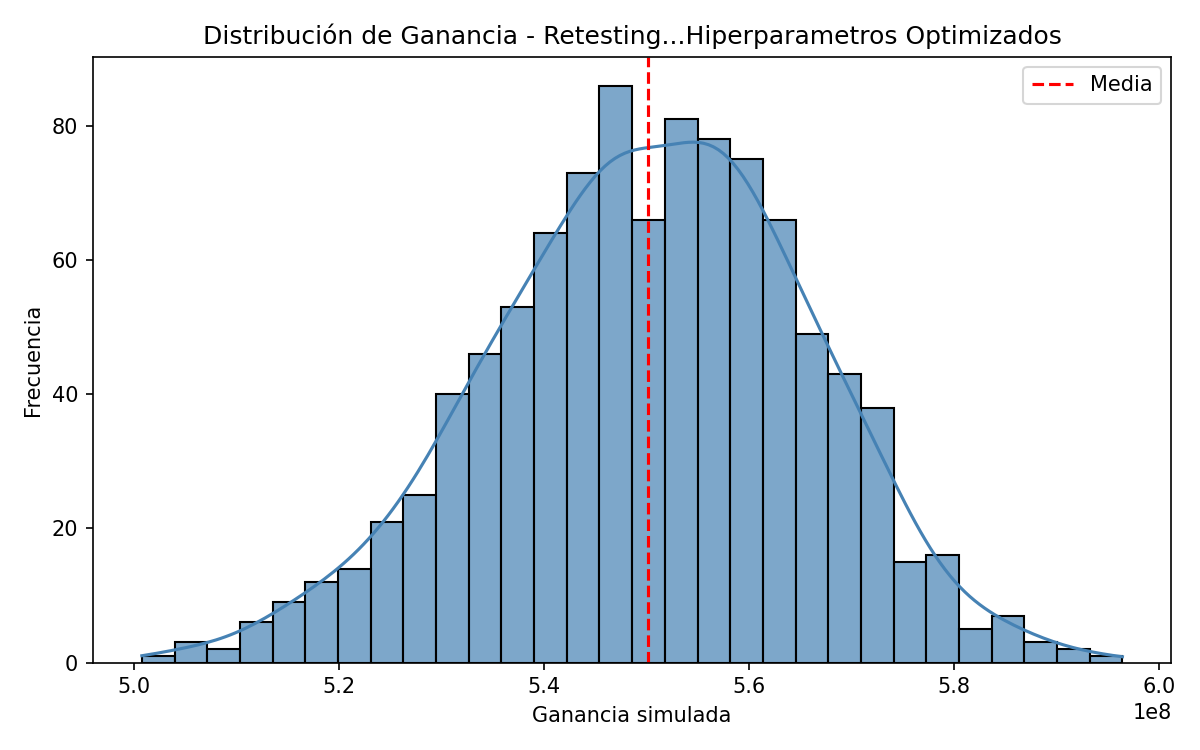 Distribución de Ganancia - Retesting...Hiperparametros Optimizados
Media
80
60
40
20
0
Frecuencia
5.0 5.2 5.4 5.6 5.8 6.0
1e8
Ganancia simulada